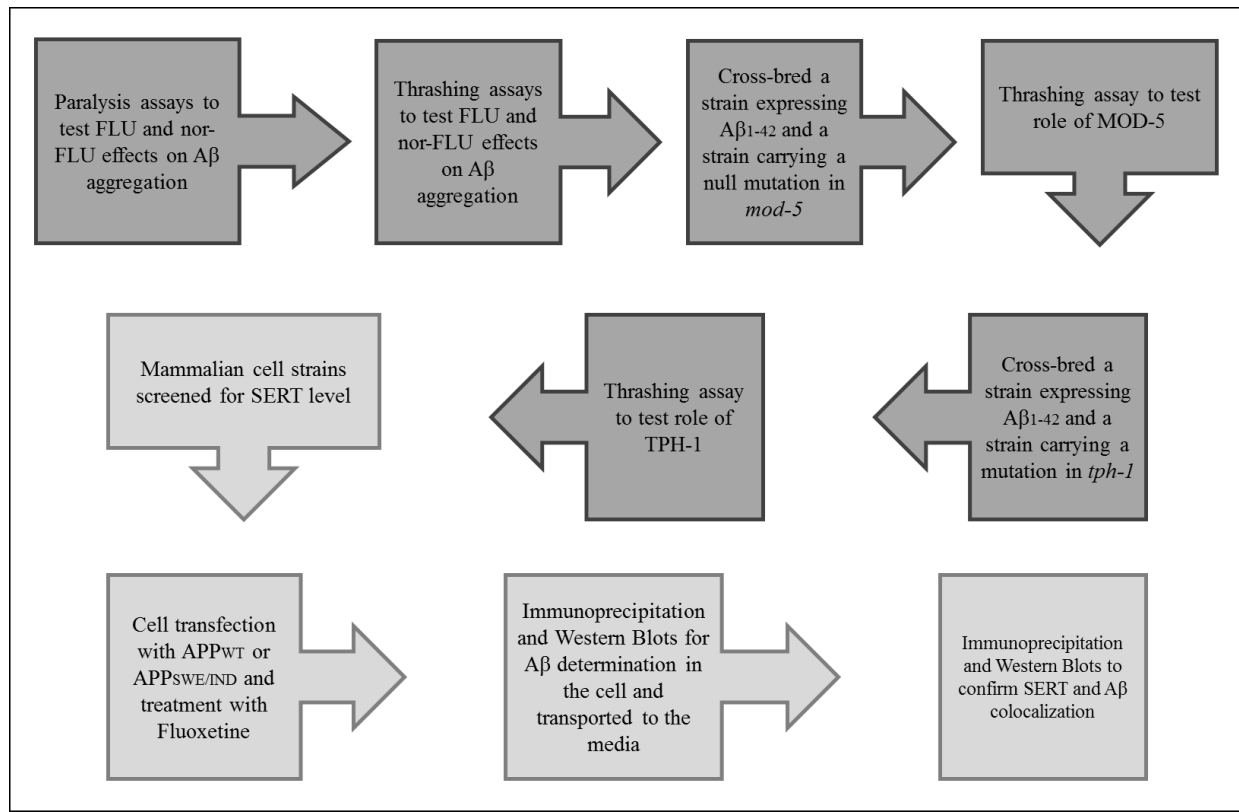 Paralysis assays to
test FLU and nor-
FLU effects on Aβ
aggregation
Thrashing assays
to test FLU and
nor-FLU effects
on Aβ
aggregation
Cross-bred a
strain expressing
Aβ1-42 and a
strain carrying a
null mutation in
mod-5
Thrashing assay to test
role of MOD-5
Cross-bred a
strain expressing
Aβ1-42 and a
strain carrying a
mutation in tph-1
Thrashing assay
to test role of
TPH-1
Mammalian cell strains
screened for SERT level
Cell transfection
with APPWT or
APPSWE/IND and
treatment with
Fluoxetine
Immunoprecipitation
and Western Blots for
Aβ determination in
the cell and
transported to the
media
Immunoprecipitation
and Western Blots to
confirm SERT and Aβ
colocalization